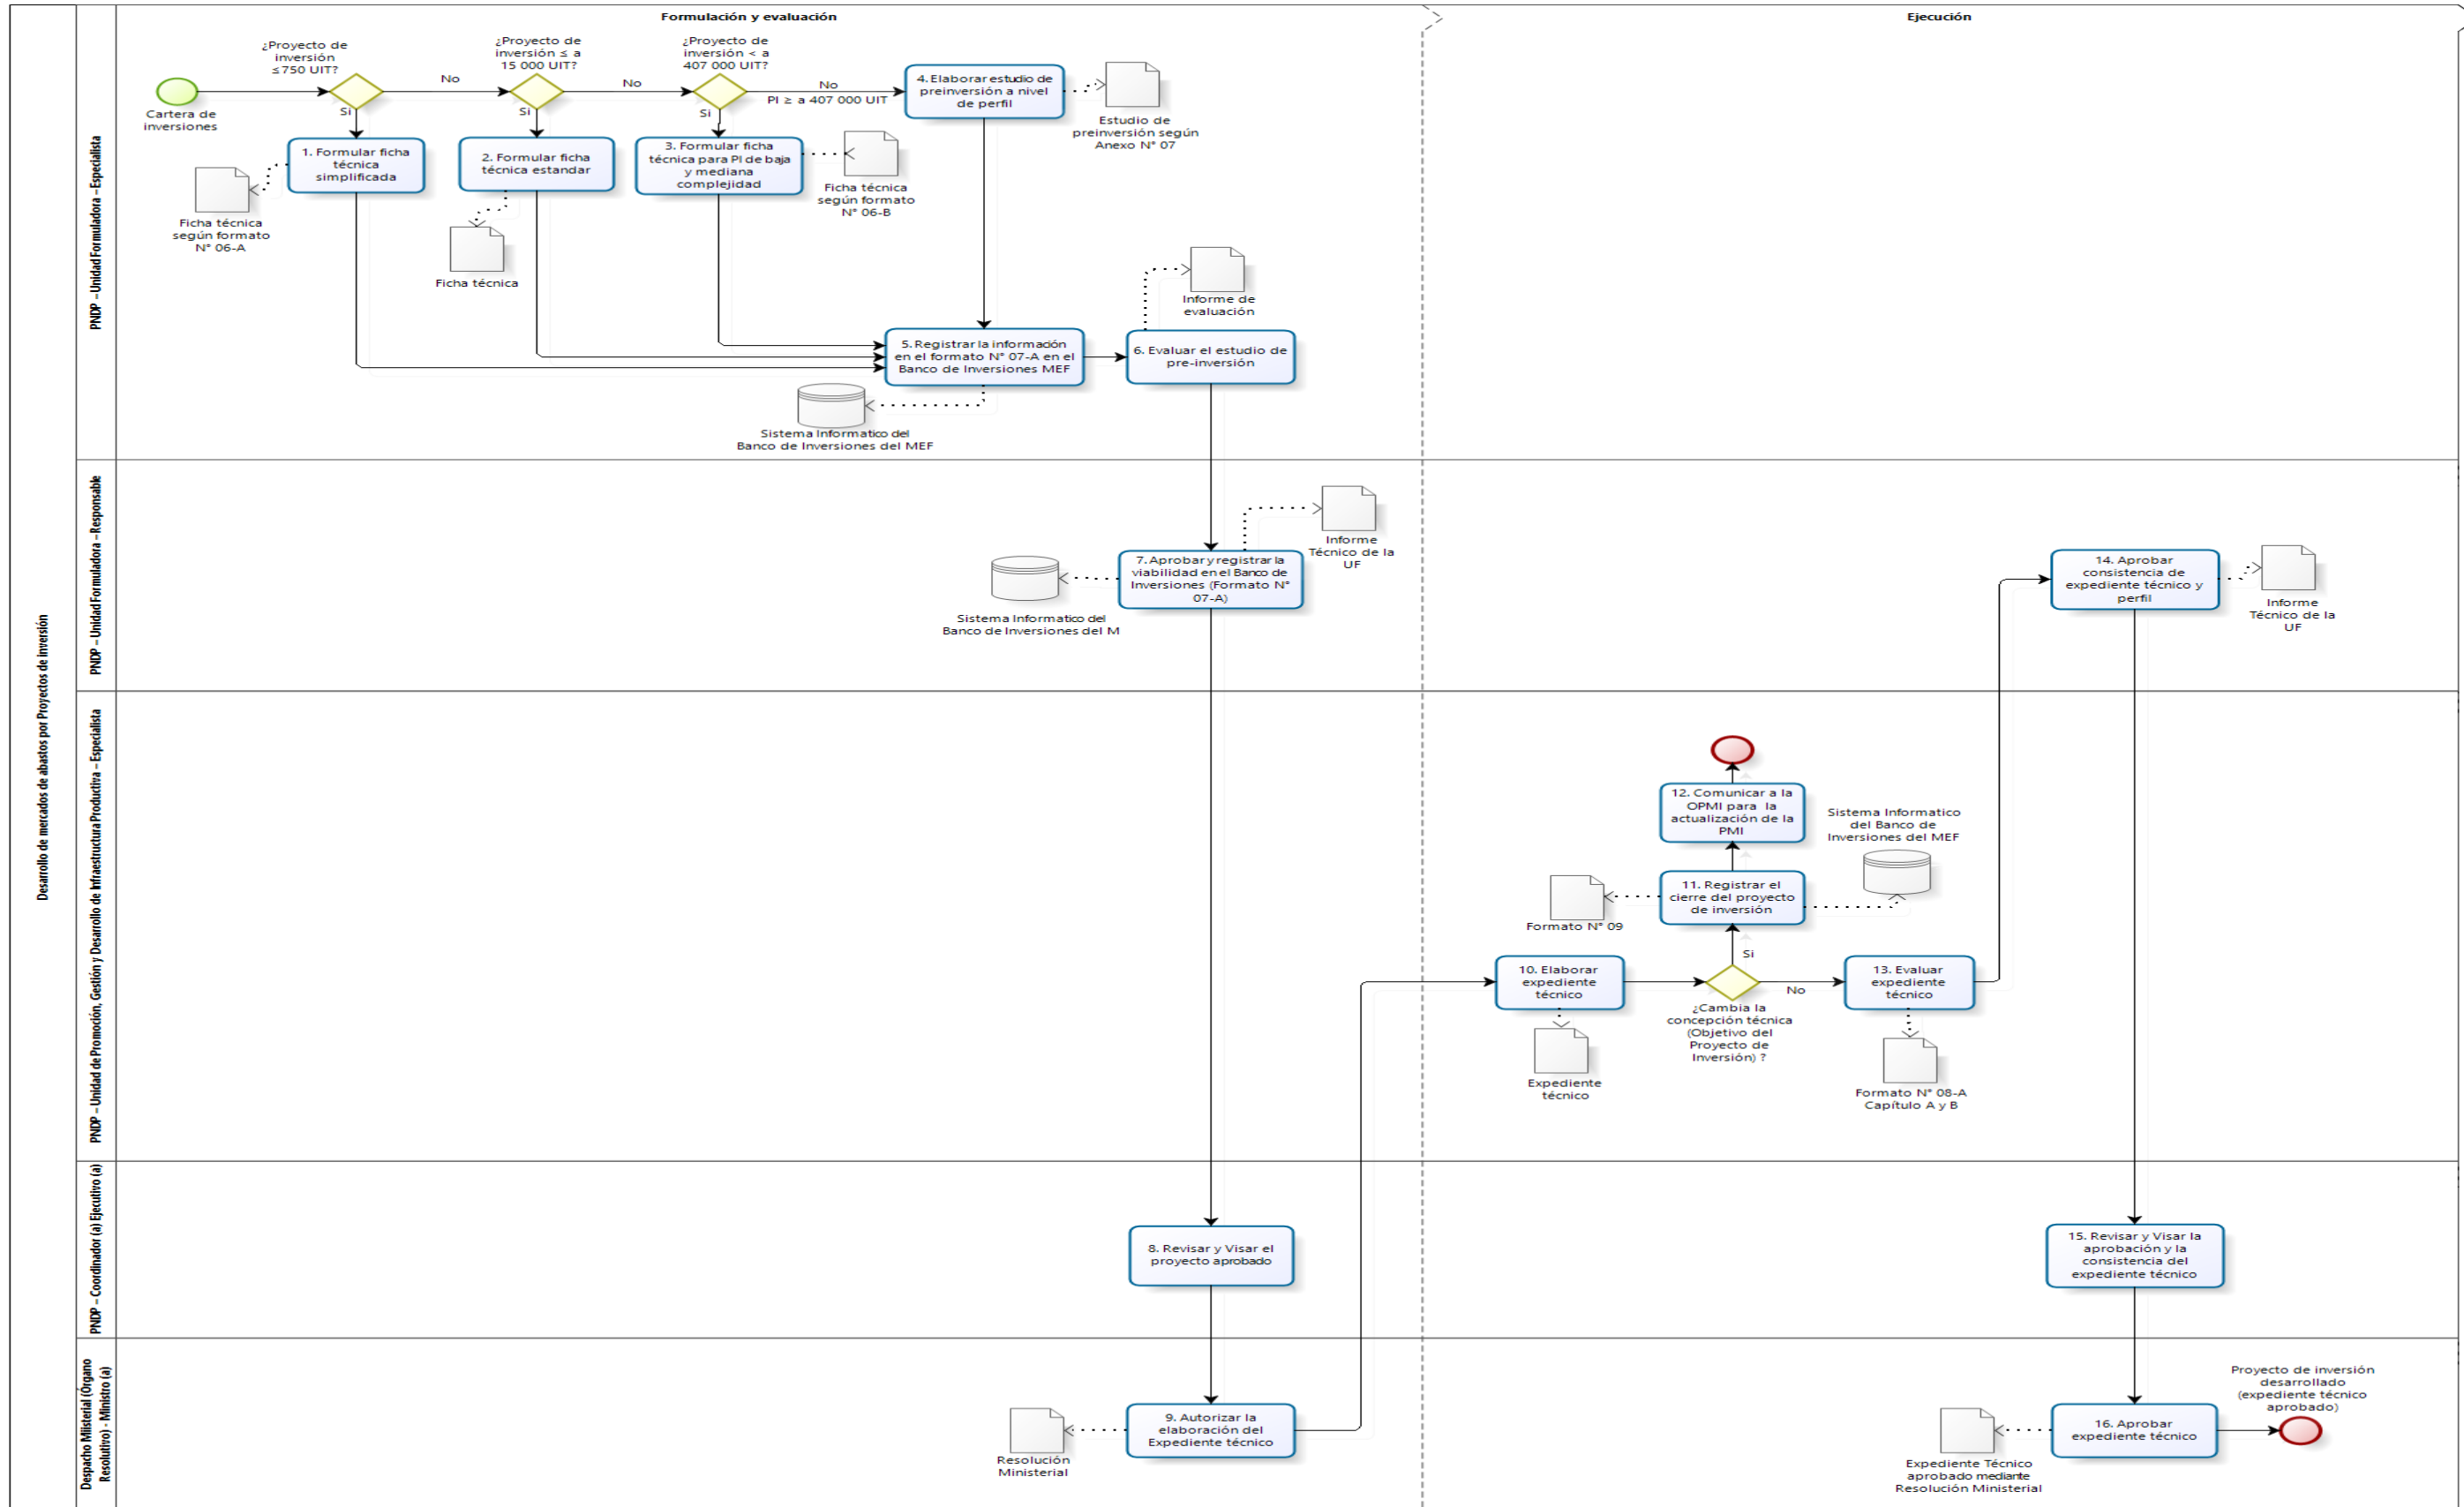 Formulación y evaluación
Ejecución
Desarrollo de mercados de abastos por Proyectos de inversión
PNDP – Unidad Formuladora – Especialista
¿Proyecto de
inversión
≤750 UIT?
¿Proyecto de
inversión ≤ a
15 000 UIT?
¿Proyecto de
inversión < a
407 000 UIT?
No
No
No
PI ≥ a 407 000 UIT
Si
Si
Si
Cartera de
inversiones
4. Elaborar estudio de
preinversión a nivel
de perfil
Estudio de
preinversión según
Anexo N° 07
1. Formular ficha
técnica
simplificada
2. Formular ficha
técnica estandar
3. Formular ficha
técnica para PI de baja
y mediana
complejidad
Ficha técnica
según formato
N° 06-A
Ficha técnica
Ficha técnica
según formato
N° 06-B
Informe de
evaluación
5. Registrar la información
en el formato N° 07-A en el
Banco de Inversiones MEF
6. Evaluar el estudio de
pre-inversión
Sistema Informatico del
Banco de Inversiones del MEF
PNDP – Unidad Formuladora – Responsable
Informe
Técnico de la
UF
7. Aprobar y registrar la
viabilidad en el Banco de
Inversiones (Formato N°
07-A)
Sistema Informatico del
Banco de Inversiones del M
14. Aprobar
consistencia de
expediente técnico y
perfil
Informe
Técnico de la
UF
PNDP – Unidad de Promoción, Gestión y Desarrollo de Infraestructura Productiva – Especialista
12. Comunicar a la
OPMI para la
actualización de la
PMI
Sistema Informatico
del Banco de
Inversiones del MEF
11. Registrar el
cierre del proyecto
de inversión
Formato N° 09
Si
10. Elaborar
expediente
técnico
No
13. Evaluar
expediente
técnico
¿Cambia la
concepción técnica
(Objetivo del
Proyecto de
Inversión) ?
Expediente
técnico
Formato N° 08-A
Capítulo A y B
PNDP – Coordinador (a) Ejecutivo (a)
8. Revisar y Visar el
proyecto aprobado
15. Revisar y Visar la
aprobación y la
consistencia del
expediente técnico
Despacho Ministerial (Órgano
Resolutivo) - Ministro (a)
9. Autorizar la
elaboración del
Expediente técnico
Resolución
Ministerial
16. Aprobar
expediente técnico
Expediente Técnico
aprobado mediante
Resolución Ministerial
Proyecto de inversión
desarrollado
(expediente técnico
aprobado)